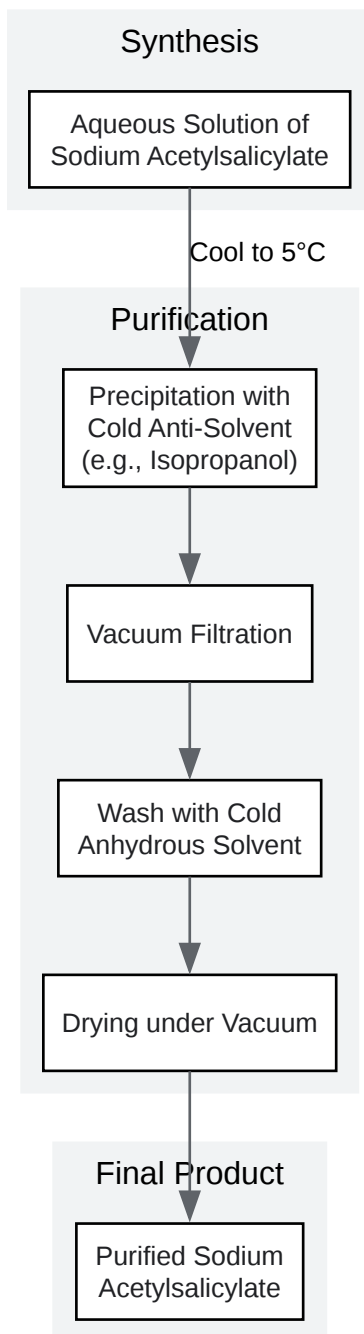 Synthesis
Aqueous Solution of
Sodium Acetylsalicylate
Cool to 5°C
Purification
Precipitation with
Cold Anti-Solvent
(e.g., Isopropanol)
Vacuum Filtration
Wash with Cold
Anhydrous Solvent
Drying under Vacuum
Final Product
Purified Sodium
Acetylsalicylate